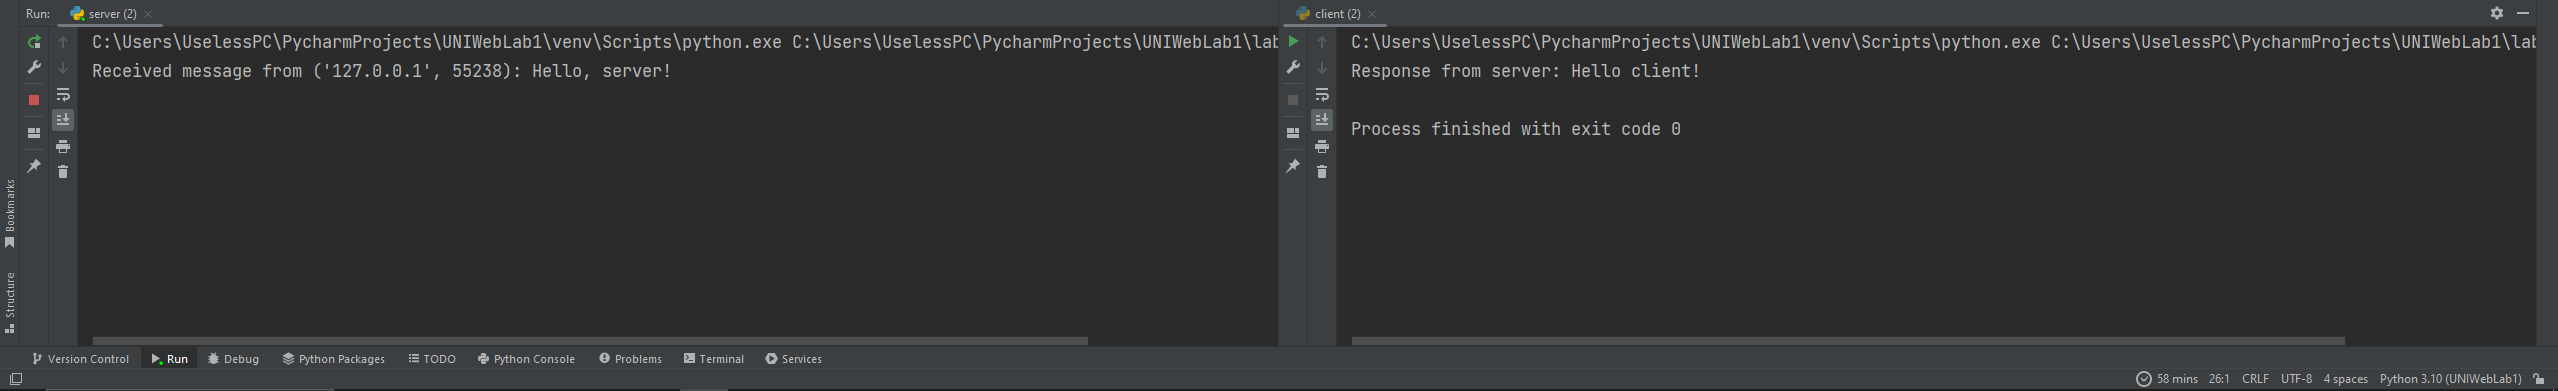 Run: server (2)
C:\Users\UselessPC\PycharmProjects\UNIWebLab1\venv\Scripts\python.exe C:\Users\UselessPC\PycharmProjects\UNIWebLab1\lab
Received message from ('127.0.0.1', 55238): Hello, server!
client (2)
C:\Users\UselessPC\PycharmProjects\UNIWebLab1\venv\Scripts\python.exe C:\Users\UselessPC\PycharmProjects\UNIWebLab1\lab
Response from server: Hello client!
Process finished with exit code 0
Bookmarks
Structure
Version Control Run Debug Python Packages TODO Python Console Problems Terminal Services
58 mins 26:1 CRLF UTF-8 4 spaces Python 3.10 (UNIWebLab1)